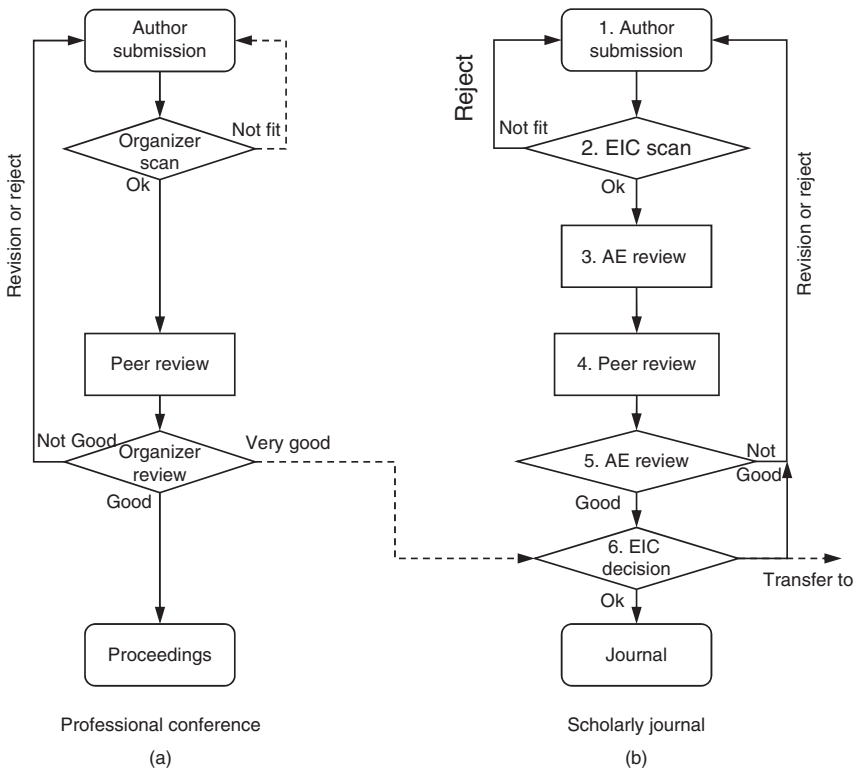 Author
submission
Not fit
Organizer
scan
Ok
Revision or reject
Peer review
Not Good
Very good
Organizer
review
Good
Proceedings
Professional conference
(a)
1. Author
submission
Reject
Not fit
2. EIC scan
Ok
Revision or reject
3. AE review
4. Peer review
Not
Good
5. AE review
Good
6. EIC
decision
Transfer to
Ok
Journal
Scholarly journal
(b)